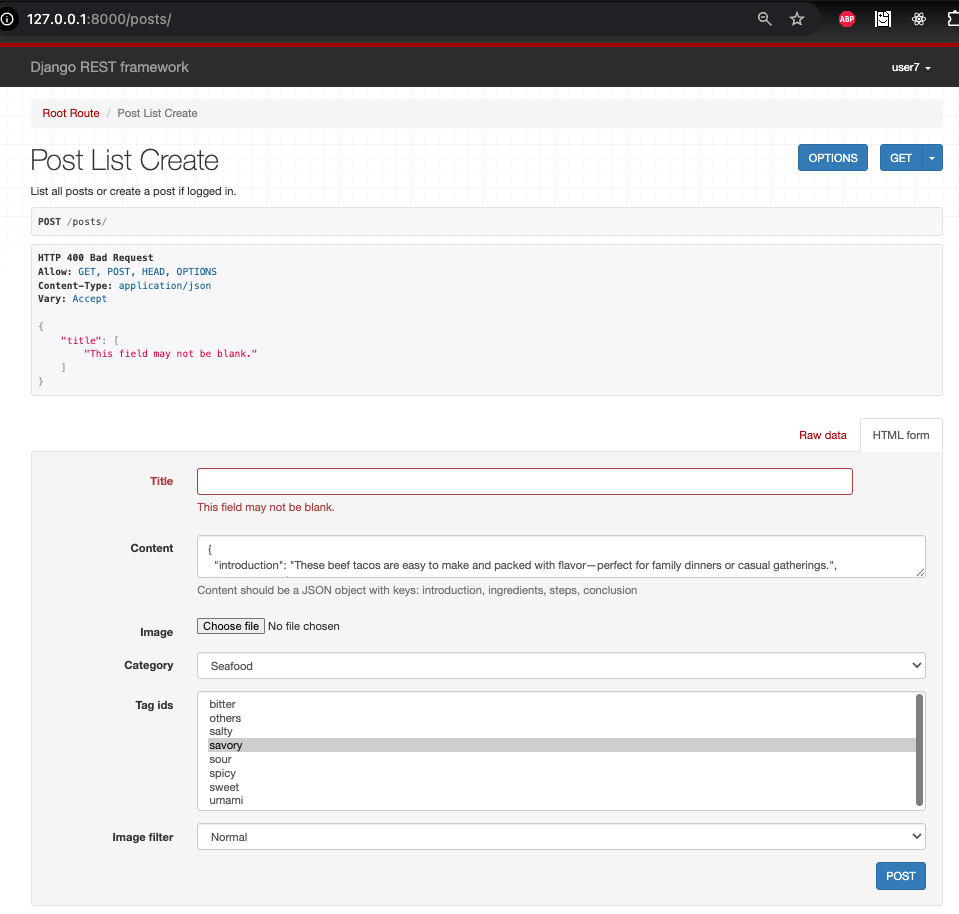 127.0.0.1:8000/posts/
ABP
Django REST framework
user7
Root Route / Post List Create
Post List Create
OPTIONS
GET
List all posts or create a post if logged in.
POST /posts/
HTTP 400 Bad Request
Allow: GET, POST, HEAD, OPTIONS
Content-Type: application/json
Vary: Accept
{
"title": [
"This field may not be blank."
]
}
Raw data
HTML form
Title
This field may not be blank.
Content
{
"introduction": "These beef tacos are easy to make and packed with flavor—perfect for family dinners or casual gatherings.",
Content should be a JSON object with keys: introduction, ingredients, steps, conclusion
Image
Choose file No file chosen
Category
Seafood
Tag ids
bitter
others
salty
savory
sour
spicy
sweet
umami
Image filter
Normal
POST